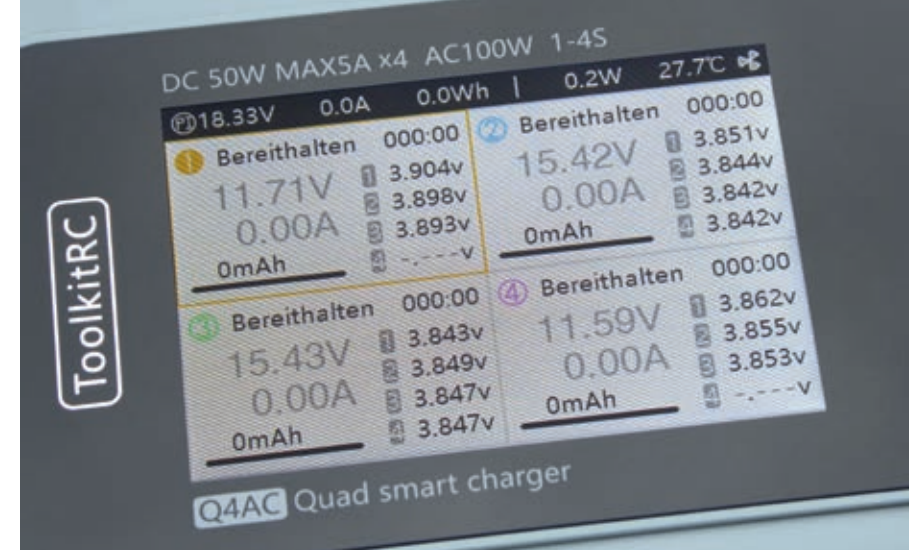 DC 50W MAX5A x4 AC100W 1-4S
PD 18.33V 0.0A 0.0Wh | 0.2W 27.7℃
1 Bereithalten 000:00
11.71V
0.00A
0mAh
1 3.904v
2 3.898v
3 3.893v
4 -.---v
2 Bereithalten 000:00
15.42V
0.00A
0mAh
1 3.851v
2 3.844v
3 3.842v
4 3.842v
3 Bereithalten 000:00
15.43V
0.00A
0mAh
1 3.843v
2 3.849v
3 3.847v
4 3.847v
4 Bereithalten 000:00
11.59V
0.00A
0mAh
1 3.862v
2 3.855v
3 3.853v
4 -.---v
ToolkitRC
Q4AC Quad smart charger